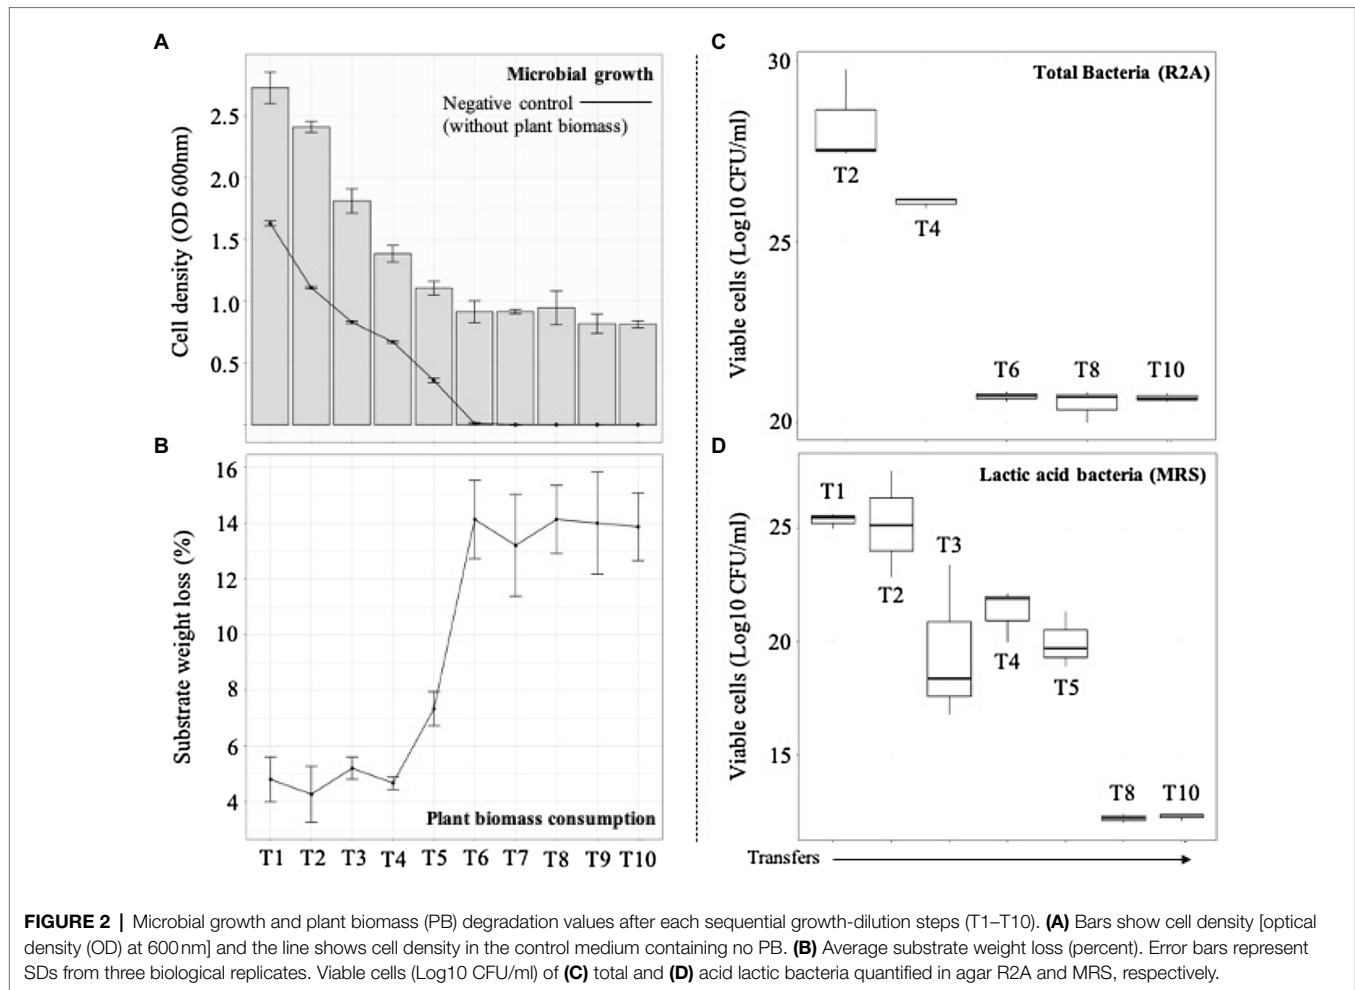 A
Microbial growth
Negative control
(without plant biomass)
Cell density (OD 600nm)
2.5
2.0
1.5
1.0
0.5
B
Substrate weight loss (%)
16
14
12
10
8
6
4
Plant biomass consumption
T1 T2 T3 T4 T5 T6 T7 T8 T9 T10
C
Total Bacteria (R2A)
Viable cells (Log10 CFU/ml)
30
25
20
T2
T4
T6 T8 T10
D
Lactic acid bacteria (MRS)
Viable cells (Log10 CFU/ml)
25
20
15
T1
T2
T3
T4
T5
T8 T10
Transfers
FIGURE 2 | Microbial growth and plant biomass (PB) degradation values after each sequential growth-dilution steps (T1–T10). (A) Bars show cell density [optical
density (OD) at 600 nm] and the line shows cell density in the control medium containing no PB. (B) Average substrate weight loss (percent). Error bars represent
SDs from three biological replicates. Viable cells (Log10 CFU/ml) of (C) total and (D) acid lactic bacteria quantified in agar R2A and MRS, respectively.